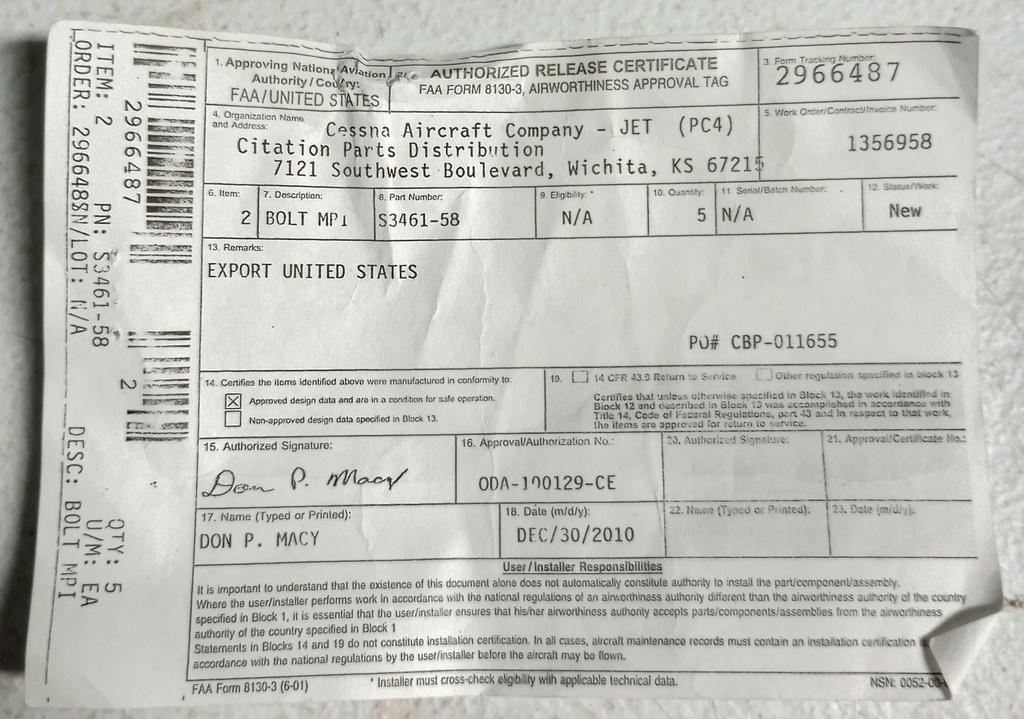 ITEM: 2 PN: S3461-58
ORDER: 296648SN/LOT: N/A
2966487
2
QTY: 5
U/M: EA
DESC: BOLT MPI
1. Approving National Aviation
Authority/Country:
FAA/UNITED STATES
AUTHORIZED RELEASE CERTIFICATE
FAA FORM 8130-3, AIRWORTHINESS APPROVAL TAG
3. Form Tracking Number:
2966487
4. Organization Name
and Address:
Cessna Aircraft Company - JET (PC4)
Citation Parts Distribution
7121 Southwest Boulevard, Wichita, KS 67215
5. Work Order/Contract/Invoice Number:
1356958
6. Item:
2
7. Description:
BOLT MPI
8. Part Number:
S3461-58
9. Eligibility: *
N/A
10. Quantity:
5
11. Serial/Batch Number:
N/A
12. Status/Work:
New
13. Remarks:
EXPORT UNITED STATES
PO# CBP-011655
14. Certifies the items identified above were manufactured in conformity to:
Approved design data and are in a condition for safe operation.
Non-approved design data specified in Block 13.
19. 14 CFR 43.9 Return to Service Other regulation specified in block 13
Certifies that unless otherwise specified in Block 13, the work identified in
Block 12 and described in Block 13 was accomplished in accordance with
Title 14, Code of Federal Regulations, part 43 and in respect to that work,
the items are approved for return to service.
15. Authorized Signature:
Don P. Macy
16. Approval/Authorization No.:
ODA-100129-CE
20. Authorized Signature:
21. Approval/Certificate No.:
17. Name (Typed or Printed):
DON P. MACY
18. Date (m/d/y):
DEC/30/2010
22. Name (Typed or Printed):
23. Date (m/d/y):
User/Installer Responsibilities
It is important to understand that the existence of this document alone does not automatically constitute authority to install the part/component/assembly.
Where the user/installer performs work in accordance with the national regulations of an airworthiness authority different than the airworthiness authority of the country
specified in Block 1, it is essential that the user/installer ensures that his/her airworthiness authority accepts parts/components/assemblies from the airworthiness
authority of the country specified in Block 1
Statements in Blocks 14 and 19 do not constitute installation certification. In all cases, aircraft maintenance records must contain an installation certification
accordance with the national regulations by the user/installer before the aircraft may be flown.
FAA Form 8130-3 (6-01)
* Installer must cross-check eligibility with applicable technical data.
NSN: 0052-00-